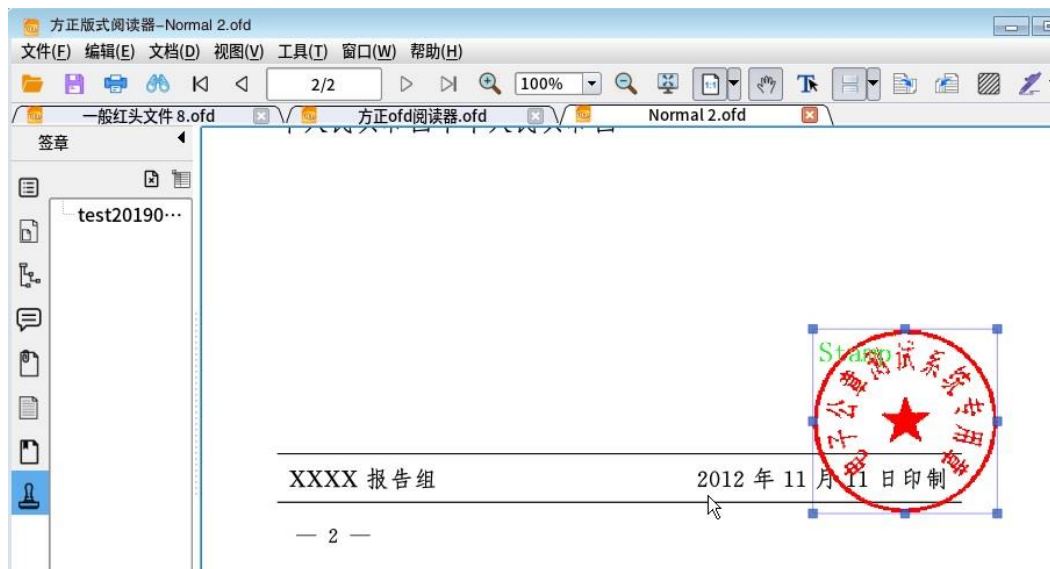 方正版式阅读器–Normal 2.ofd
文件(F) 编辑(E) 文档(D) 视图(V) 工具(T) 窗口(W) 帮助(H)
2/2 100% 1:1
一般红头文件 8.ofd 方正ofd阅读器.ofd Normal 2.ofd
签章
test20190…
Stamp
电子公章测试系统专用章
XXXX 报告组 2012 年 11 月 11 日印制
— 2 —